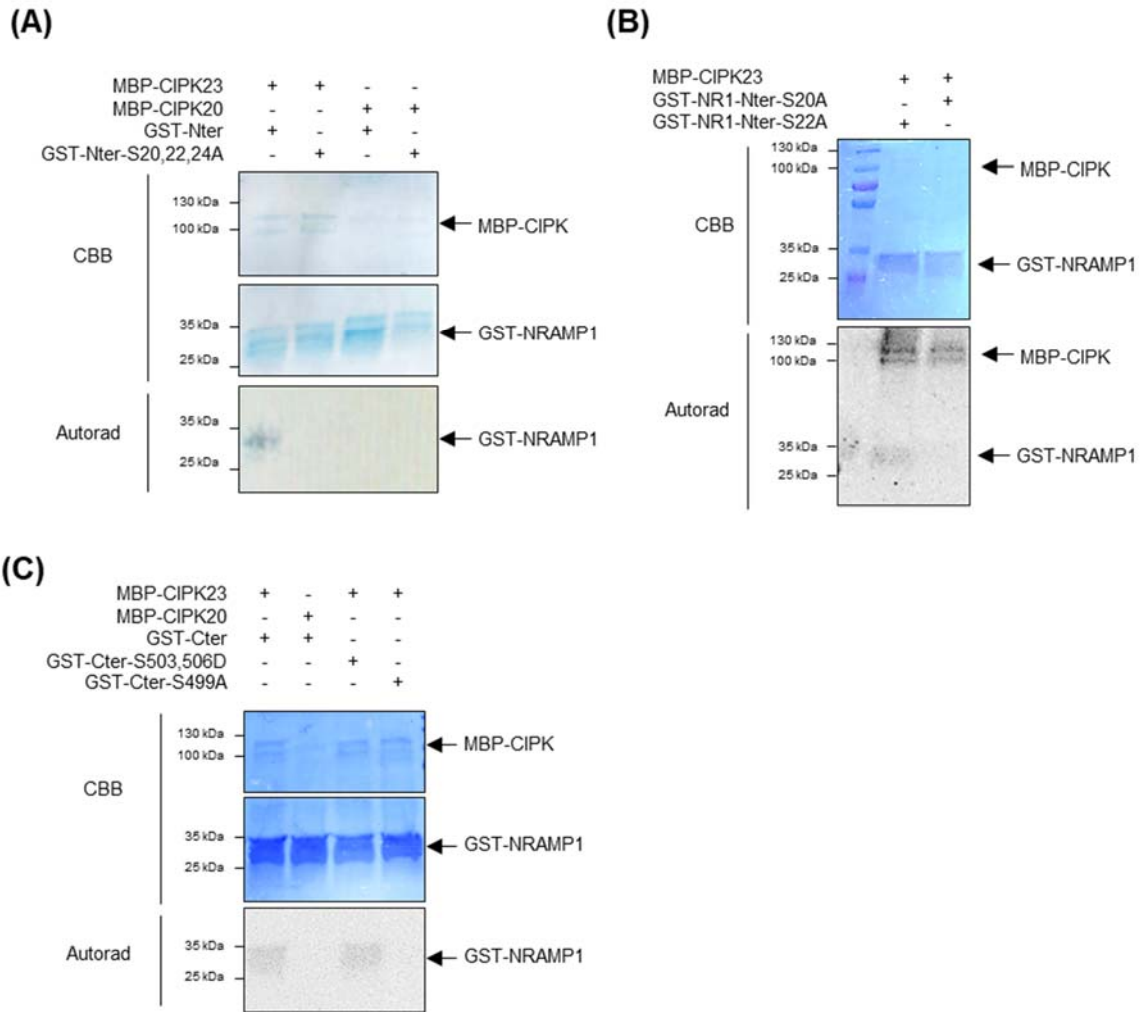 (A)
MBP-CIPK23 + + - -
MBP-CIPK20 - - + +
GST-Nter + - + -
GST-Nter-S20,22,24A - + - +
CBB
130 kDa
100 kDa
MBP-CIPK
35 kDa
25 kDa
GST-NRAMP1
Autorad
35 kDa
25 kDa
GST-NRAMP1
(B)
MBP-CIPK23 + +
GST-NR1-Nter-S20A - +
GST-NR1-Nter-S22A + -
CBB
130 kDa
100 kDa
MBP-CIPK
35 kDa
25 kDa
GST-NRAMP1
Autorad
130 kDa
100 kDa
MBP-CIPK
35 kDa
25 kDa
GST-NRAMP1
(C)
MBP-CIPK23 + - + +
MBP-CIPK20 - + - -
GST-Cter + + - -
GST-Cter-S503,506D - - + -
GST-Cter-S499A - - - +
CBB
130 kDa
100 kDa
MBP-CIPK
35 kDa
25 kDa
GST-NRAMP1
Autorad
35 kDa
25 kDa
GST-NRAMP1